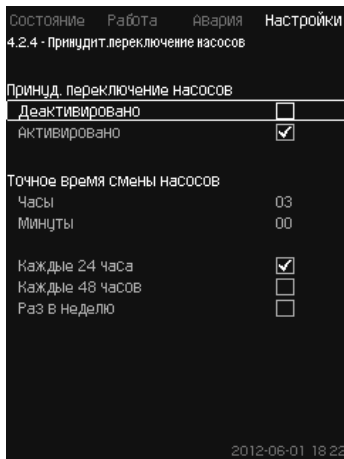 Состояние Работа Авария Настройки
4.2.4 - Принудит.переключение насосов
Принуд. переключение насосов
Деактивировано
Активировано
Точное время смены насосов
Часы 03
Минуты 00
Каждые 24 часа
Каждые 48 часов
Раз в неделю
2012-06-01 18:22